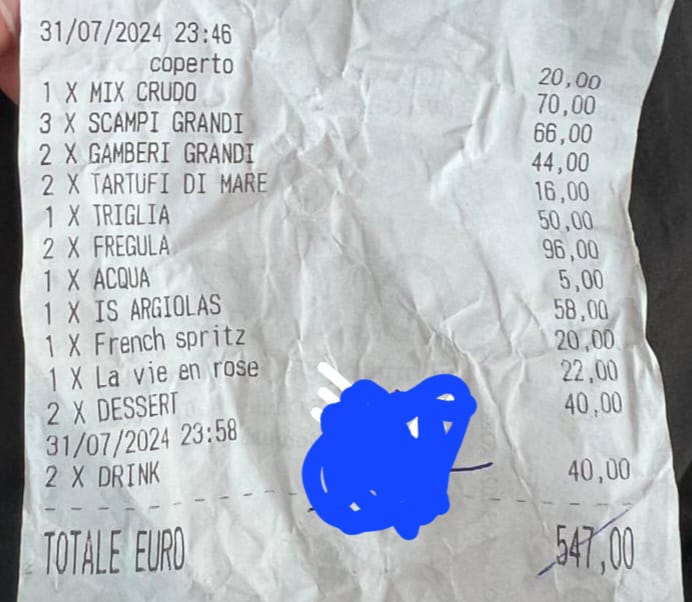 31/07/2024 23:46
coperto 20,00
1 X MIX CRUDO 70,00
3 X SCAMPI GRANDI 66,00
2 X GAMBERI GRANDI 44,00
2 X TARTUFI DI MARE 16,00
1 X TRIGLIA 50,00
2 X FREGULA 96,00
1 X ACQUA 5,00
1 X IS ARGIOLAS 58,00
1 X French spritz 20,00
1 X La vie en rose 22,00
2 X DESSERT 40,00
31/07/2024 23:58
2 X DRINK 40,00
TOTALE EURO 547,00